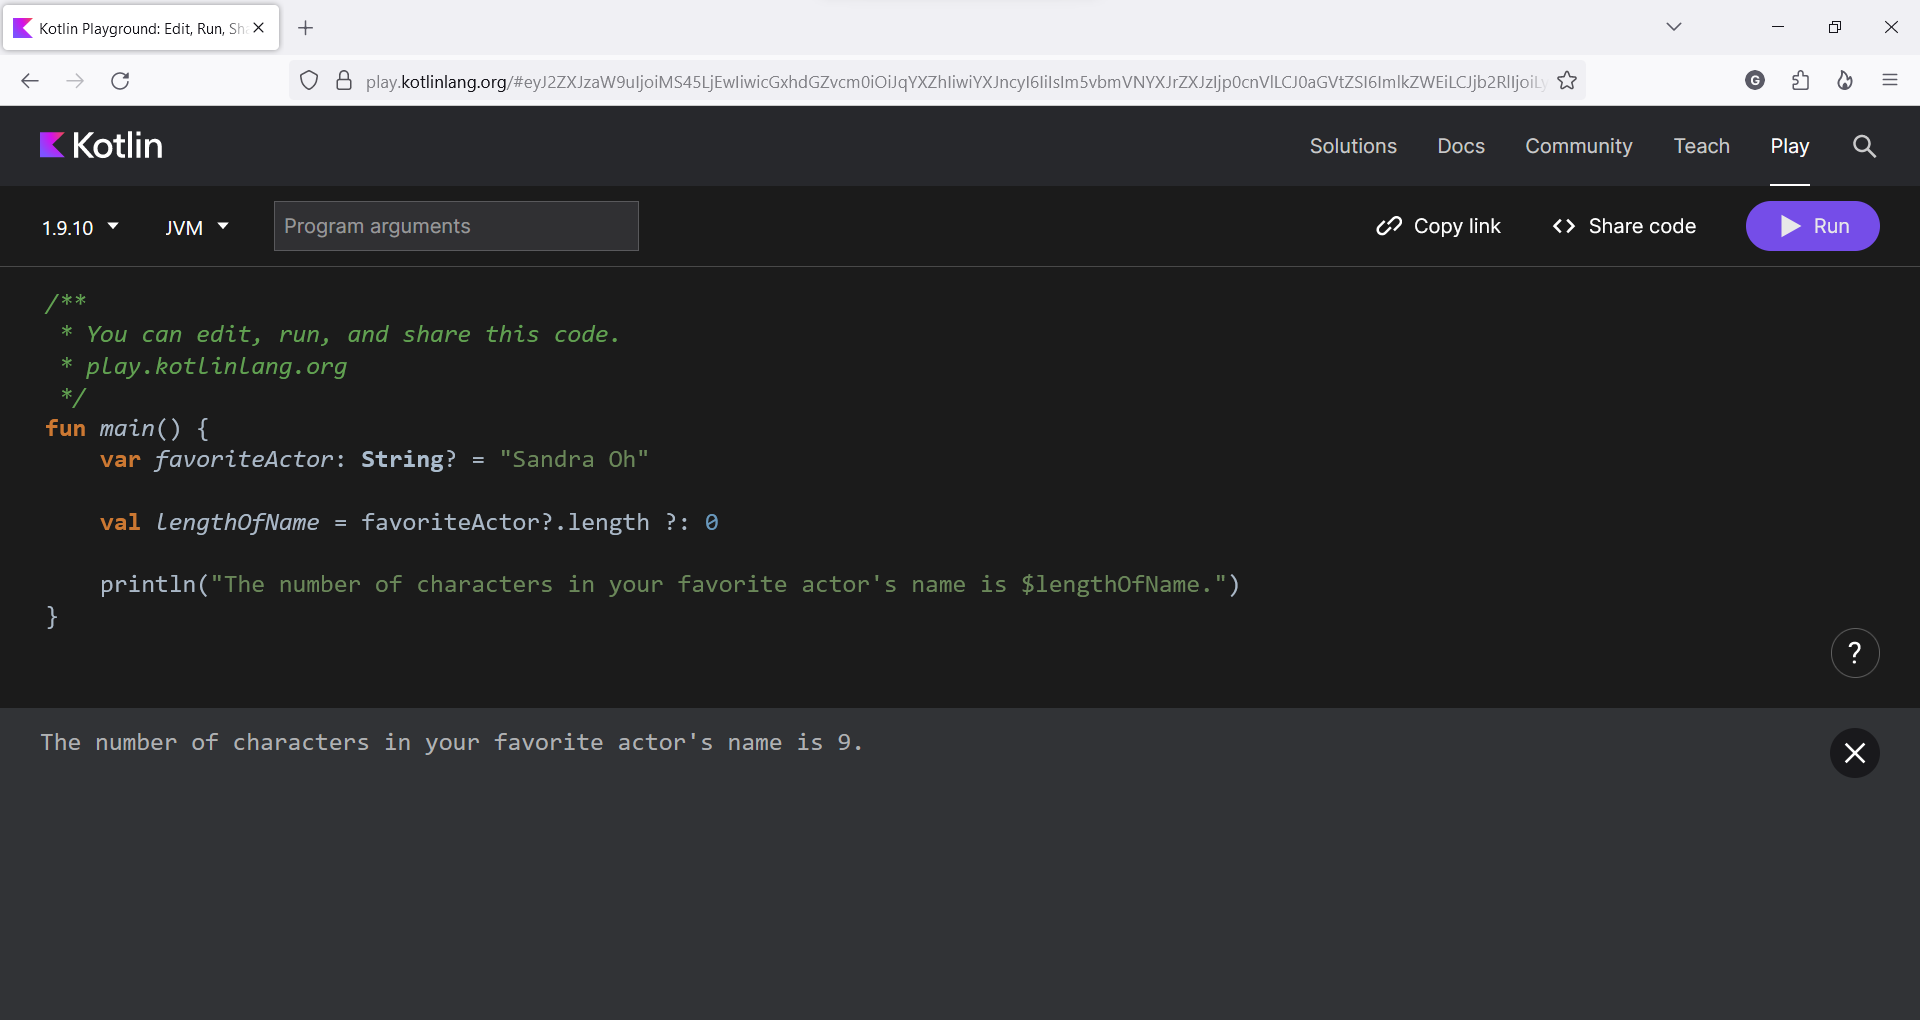 Kotlin Playground: Edit, Run, Sha
play.kotlinlang.org/#
G
Kotlin
Solutions Docs Community Teach Play
1.9.10 JVM Program arguments Copy link <> Share code Run
/**
* You can edit, run, and share this code.
* play.kotlinlang.org
*/
fun main() {
var favoriteActor: String? = "Sandra Oh"
val lengthOfName = favoriteActor?.length ?: 0
println("The number of characters in your favorite actor's name is $lengthOfName.")
}
?
The number of characters in your favorite actor's name is 9.